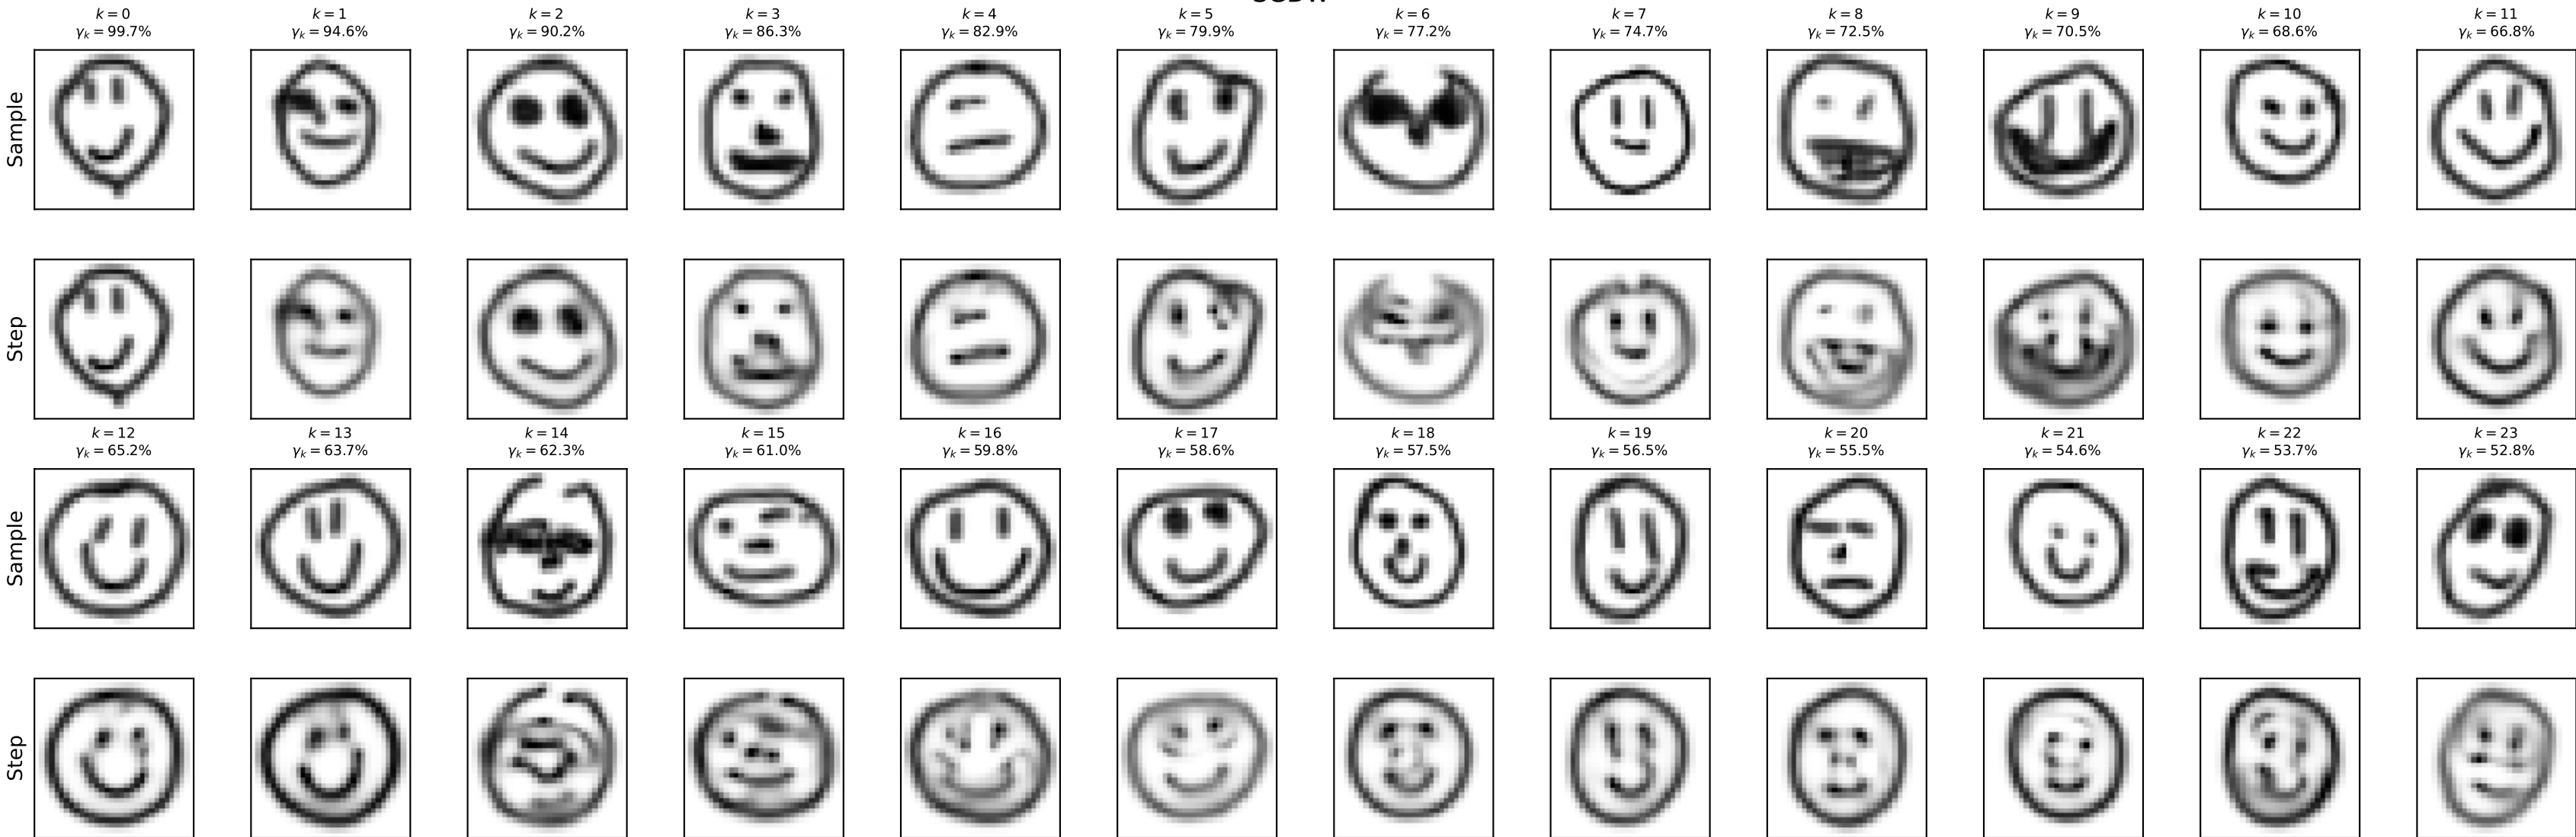 k = 0 k = 1 k = 2 k = 3 k = 4 k = 5 k = 6 k = 7 k = 8 k = 9 k = 10 k = 11
γₖ = 99.7% γₖ = 94.6% γₖ = 90.2% γₖ = 86.3% γₖ = 82.9% γₖ = 79.9% γₖ = 77.2% γₖ = 74.7% γₖ = 72.5% γₖ = 70.5% γₖ = 68.6% γₖ = 66.8%
Sample
Step
k = 12 k = 13 k = 14 k = 15 k = 16 k = 17 k = 18 k = 19 k = 20 k = 21 k = 22 k = 23
γₖ = 65.2% γₖ = 63.7% γₖ = 62.3% γₖ = 61.0% γₖ = 59.8% γₖ = 58.6% γₖ = 57.5% γₖ = 56.5% γₖ = 55.5% γₖ = 54.6% γₖ = 53.7% γₖ = 52.8%
Sample
Step